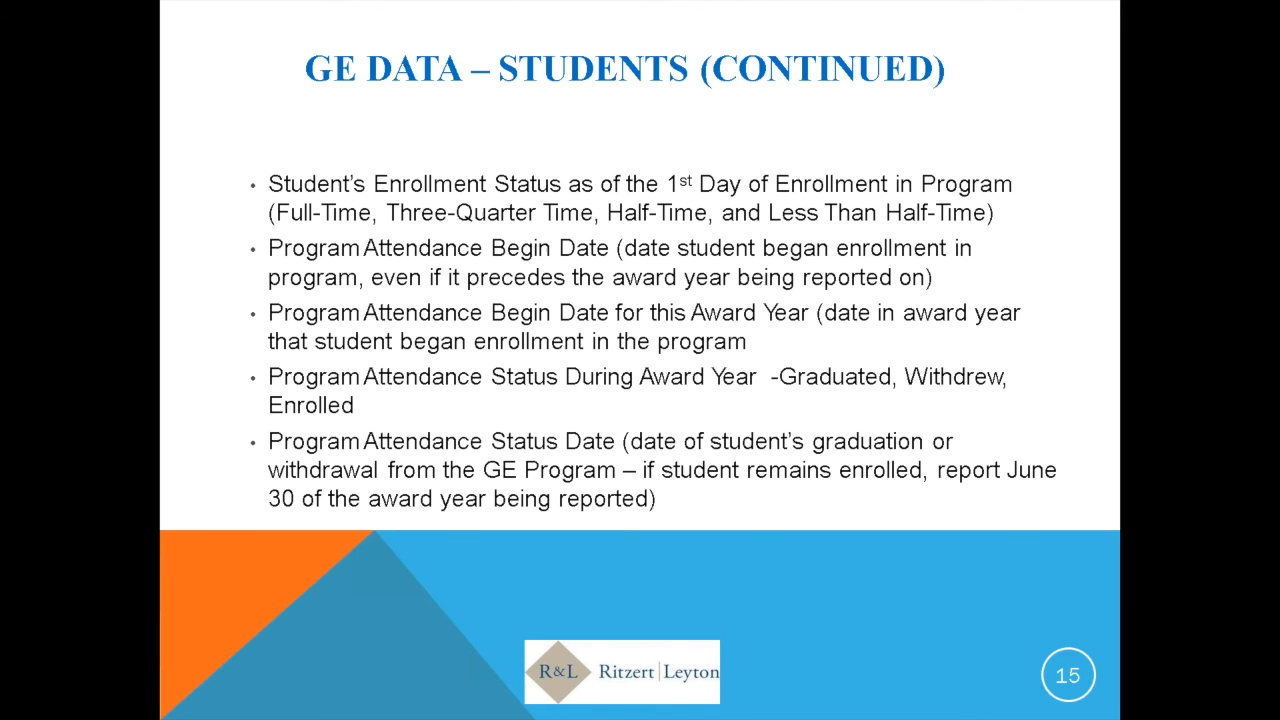 GE DATA – STUDENTS (CONTINUED)
• Student’s Enrollment Status as of the 1st Day of Enrollment in Program
(Full-Time, Three-Quarter Time, Half-Time, and Less Than Half-Time)
• Program Attendance Begin Date (date student began enrollment in
program, even if it precedes the award year being reported on)
• Program Attendance Begin Date for this Award Year (date in award year
that student began enrollment in the program
• Program Attendance Status During Award Year -Graduated, Withdrew,
Enrolled
• Program Attendance Status Date (date of student’s graduation or
withdrawal from the GE Program – if student remains enrolled, report June
30 of the award year being reported)
R&L Ritzert|Leyton
15